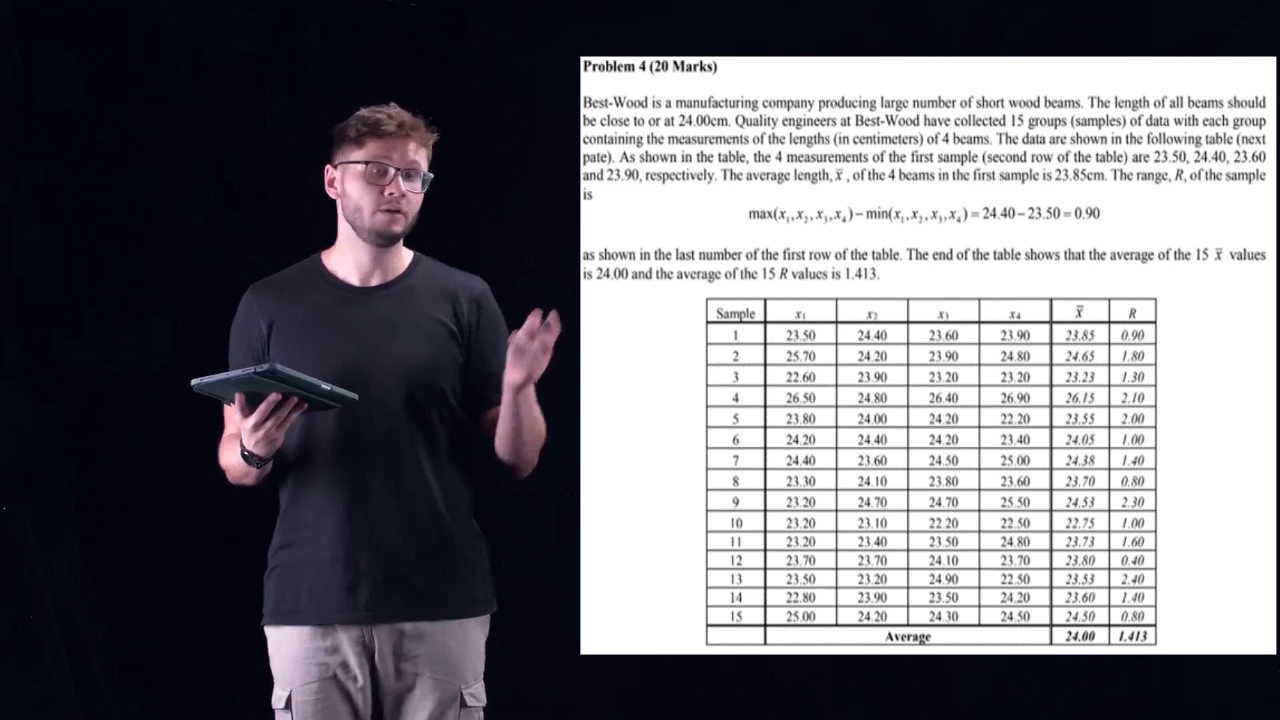 Problem 4 (20 Marks)
Best-Wood is a manufacturing company producing large number of short wood beams. The length of all beams should
be close to or at 24.00cm. Quality engineers at Best-Wood have collected 15 groups (samples) of data with each group
containing the measurements of the lengths (in centimeters) of 4 beams. The data are shown in the following table (next
pate). As shown in the table, the 4 measurements of the first sample (second row of the table) are 23.50, 24.40, 23.60
and 23.90, respectively. The average length, x̄ , of the 4 beams in the first sample is 23.85cm. The range, R, of the sample
is
max(x₁,x₂,x₃,x₄) – min(x₁,x₂,x₃,x₄) = 24.40 – 23.50 = 0.90
as shown in the last number of the first row of the table. The end of the table shows that the average of the 15 x̄ values
is 24.00 and the average of the 15 R values is 1.413.
Sample x₁ x₂ x₃ x₄ x̄ R
1 23.50 24.40 23.60 23.90 23.85 0.90
2 25.70 24.20 23.90 24.80 24.65 1.80
3 22.60 23.90 23.20 23.20 23.23 1.30
4 26.50 24.80 26.40 26.90 26.15 2.10
5 23.80 24.00 24.20 22.20 23.55 2.00
6 24.20 24.40 24.20 23.40 24.05 1.00
7 24.40 23.60 24.50 25.00 24.38 1.40
8 23.30 24.10 23.80 23.60 23.70 0.80
9 23.20 24.70 24.70 25.50 24.53 2.30
10 23.20 23.10 22.20 22.50 22.75 1.00
11 23.20 23.40 23.50 24.80 23.73 1.60
12 23.70 23.70 24.10 23.70 23.80 0.40
13 23.50 23.20 24.90 22.50 23.53 2.40
14 22.80 23.90 23.50 24.20 23.60 1.40
15 25.00 24.20 24.30 24.50 24.50 0.80
Average 24.00 1.413